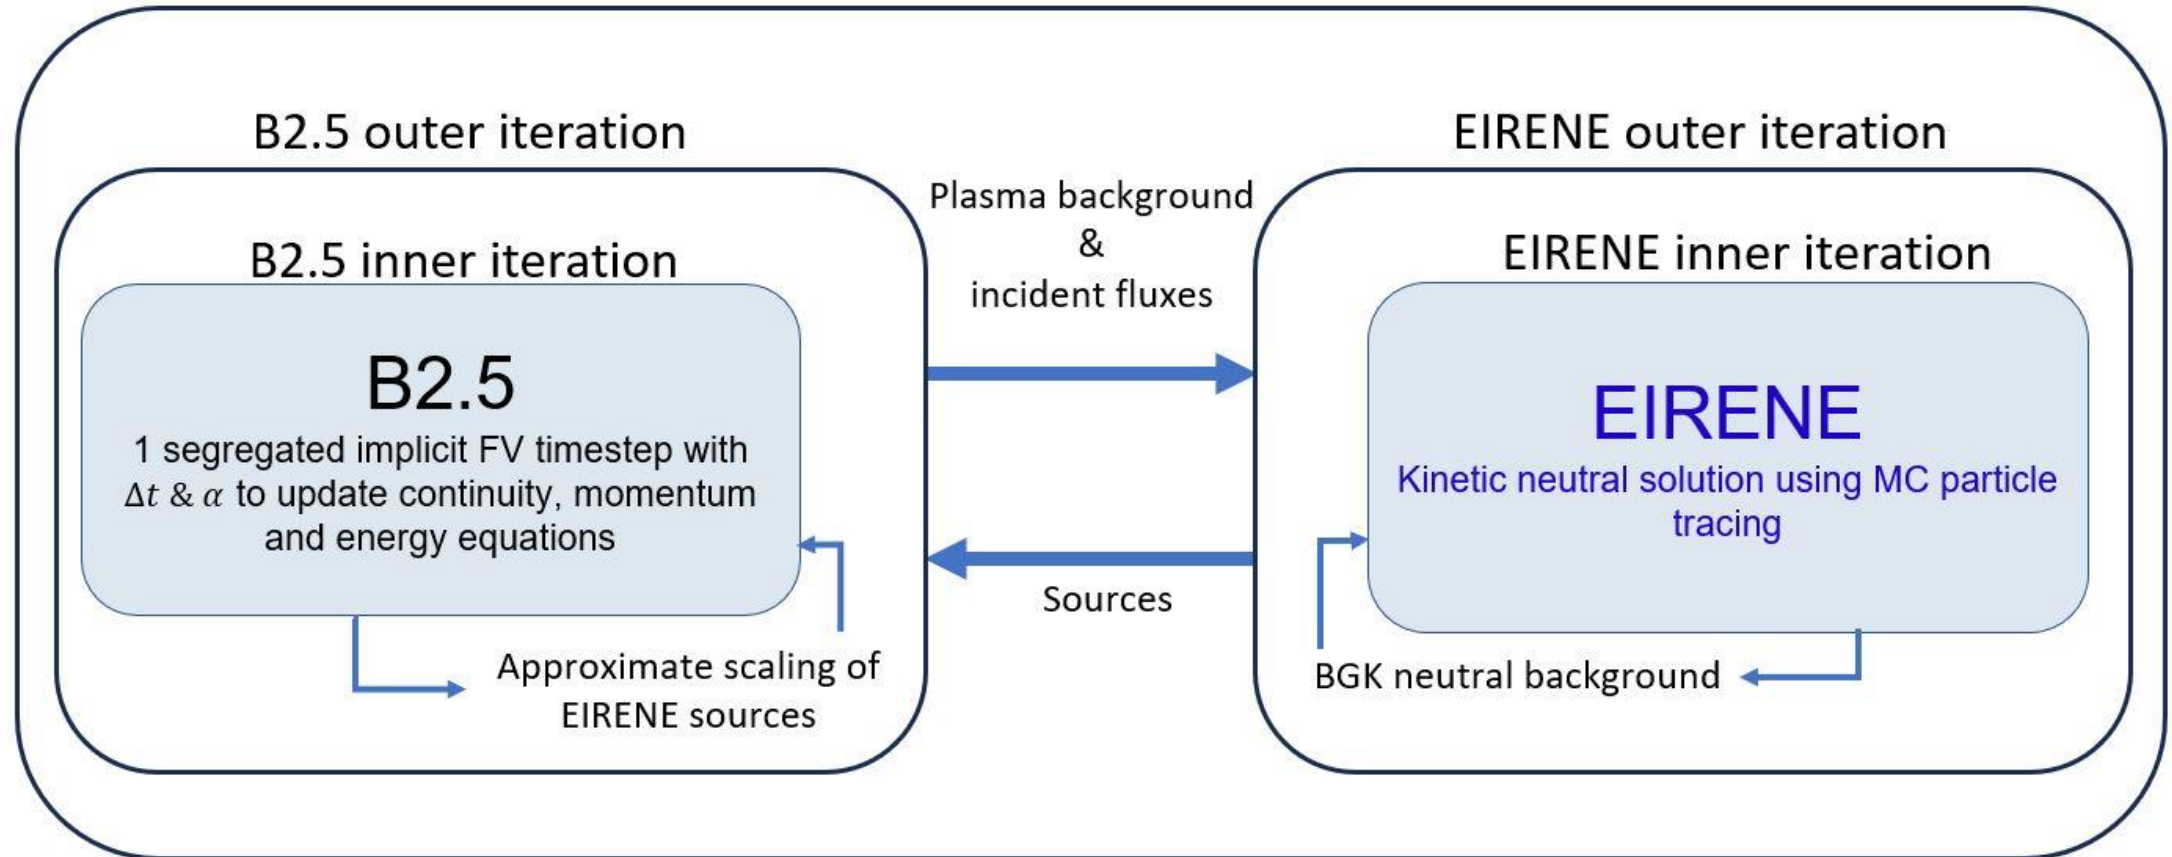 B2.5 outer iteration
B2.5 inner iteration
B2.5
1 segregated implicit FV timestep with
Δt & α to update continuity, momentum
and energy equations
Approximate scaling of
EIRENE sources
Plasma background
&
incident fluxes
Sources
EIRENE outer iteration
EIRENE inner iteration
EIRENE
Kinetic neutral solution using MC particle
tracing
BGK neutral background